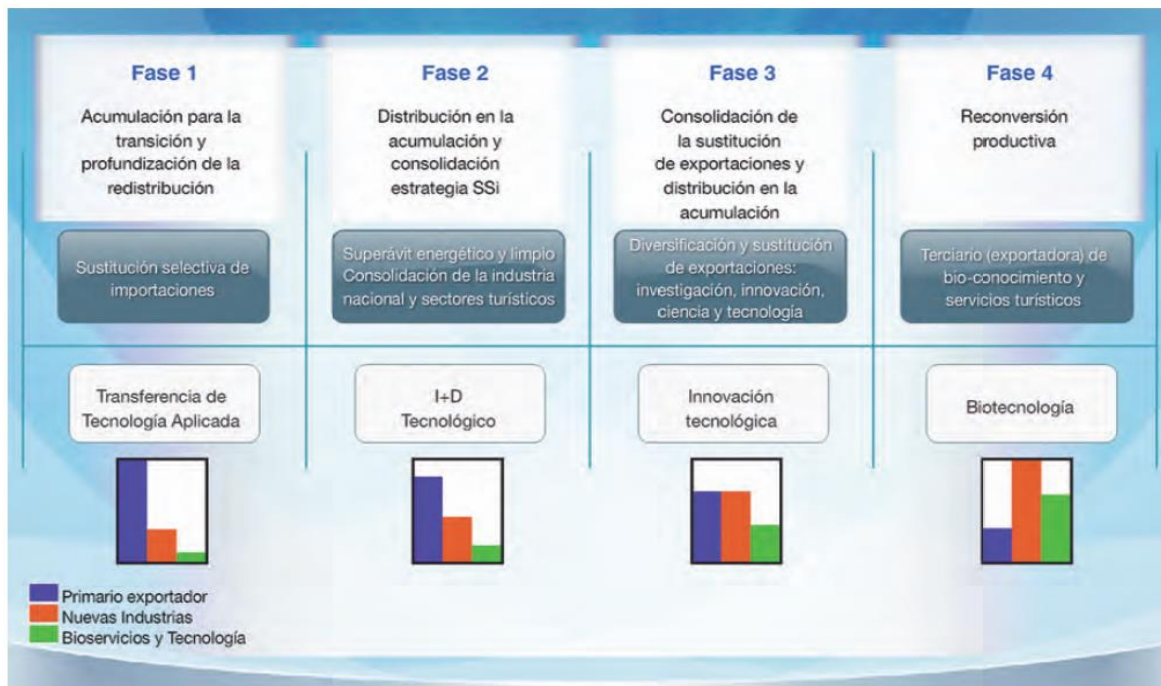 Fase 1
Acumulación para la
transición y
profundización de la
redistribución
Sustitución selectiva de
importaciones
Transferencia de
Tecnología Aplicada
Fase 2
Distribución en la
acumulación y
consolidación
estrategia SSi
Superávit energético y limpio
Consolidación de la industria
nacional y sectores turísticos
I+D
Tecnológico
Fase 3
Consolidación de
la sustitución
de exportaciones y
distribución en la
acumulación
Diversificación y sustitución
de exportaciones:
investigación, innovación,
ciencia y tecnología
Innovación
tecnológica
Fase 4
Reconversión
productiva
Terciario (exportadora) de
bio-conocimiento y
servicios turísticos
Biotecnología
Primario exportador
Nuevas Industrias
Bioservicios y Tecnología